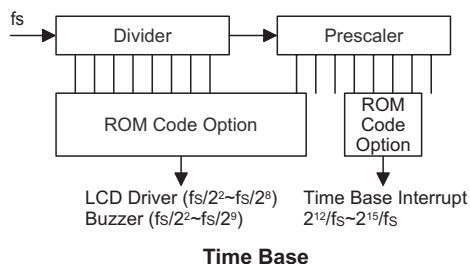 fs
Divider
Prescaler
ROM Code Option
ROM
Code
Option
LCD Driver (fs/2²~fs/2⁸)
Buzzer (fs/2²~fs/2⁹)
Time Base Interrupt
2¹²/fs~2¹⁵/fs
Time Base